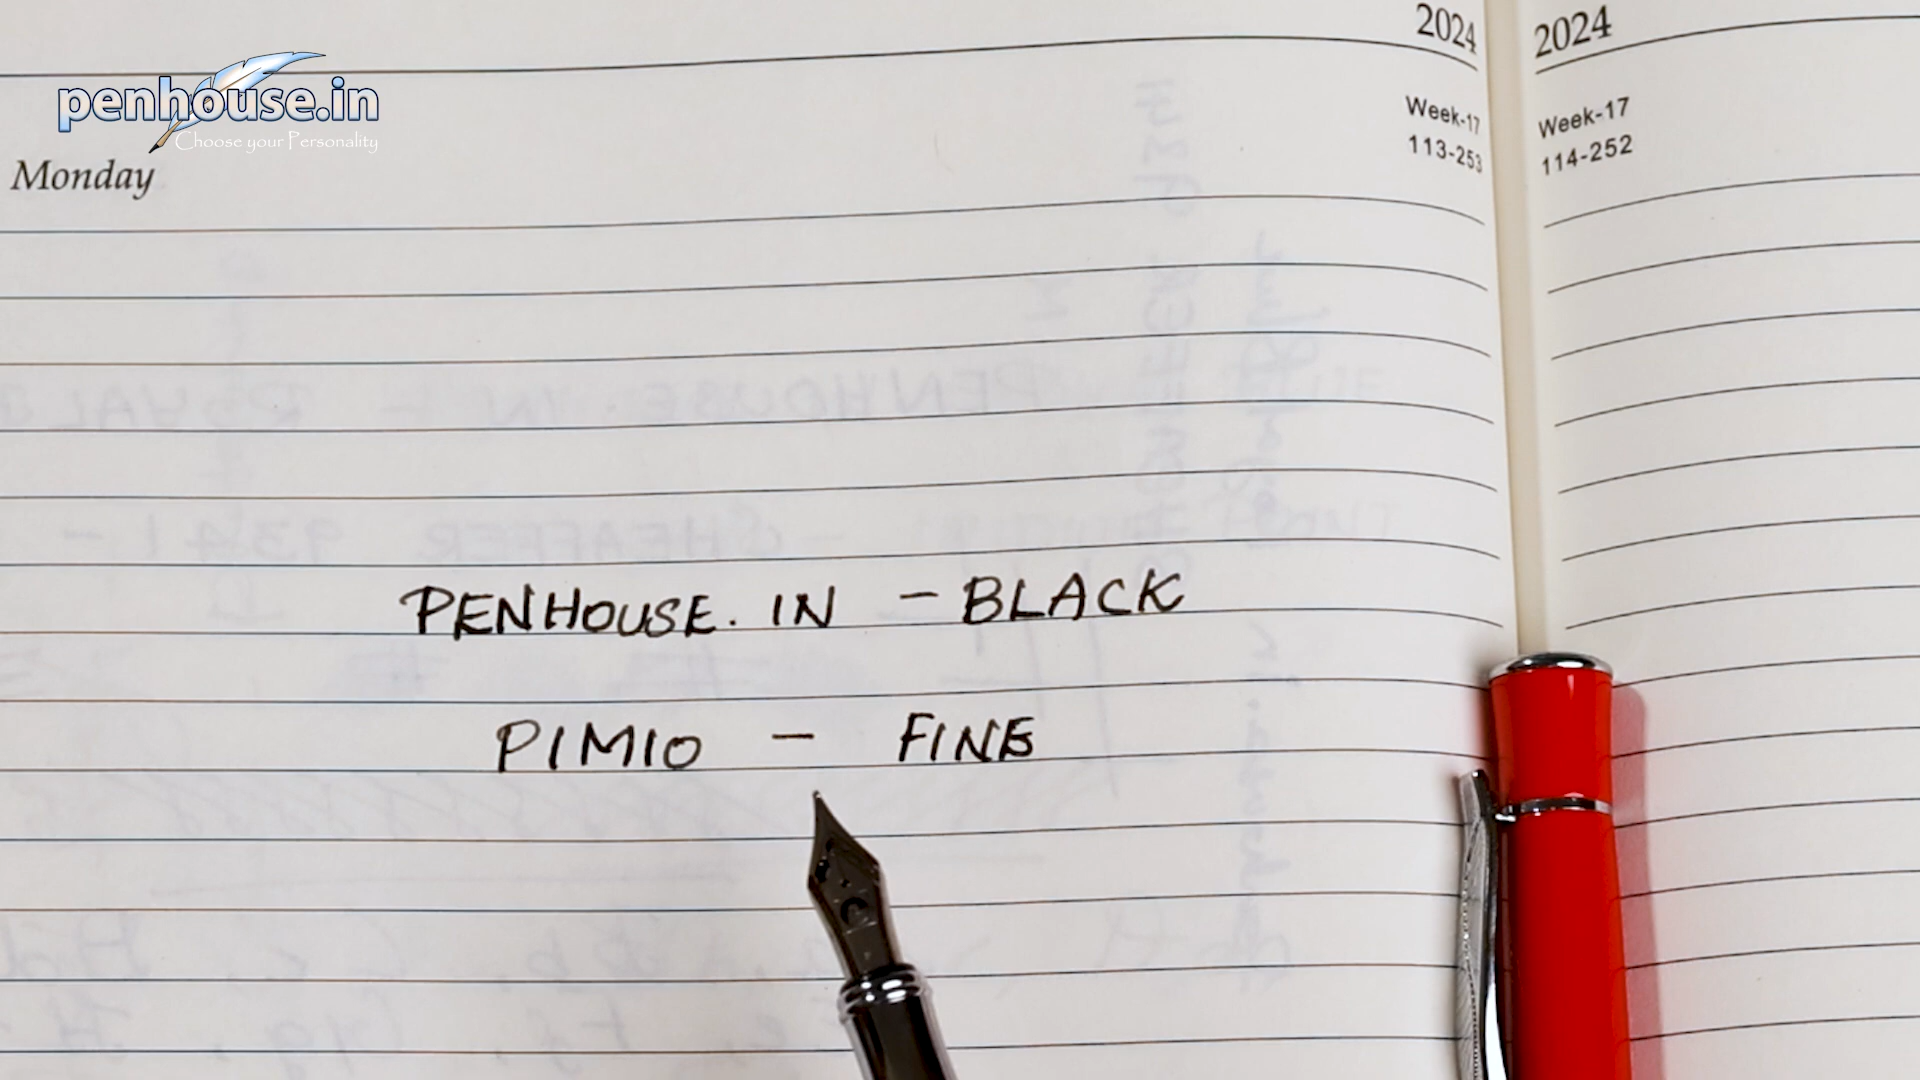 penhouse.in
Choose your Personality
Monday
2024
Week-17
113-253
2024
Week-17
114-252
PENHOUSE.IN - BLACK
PIMIO - FINE